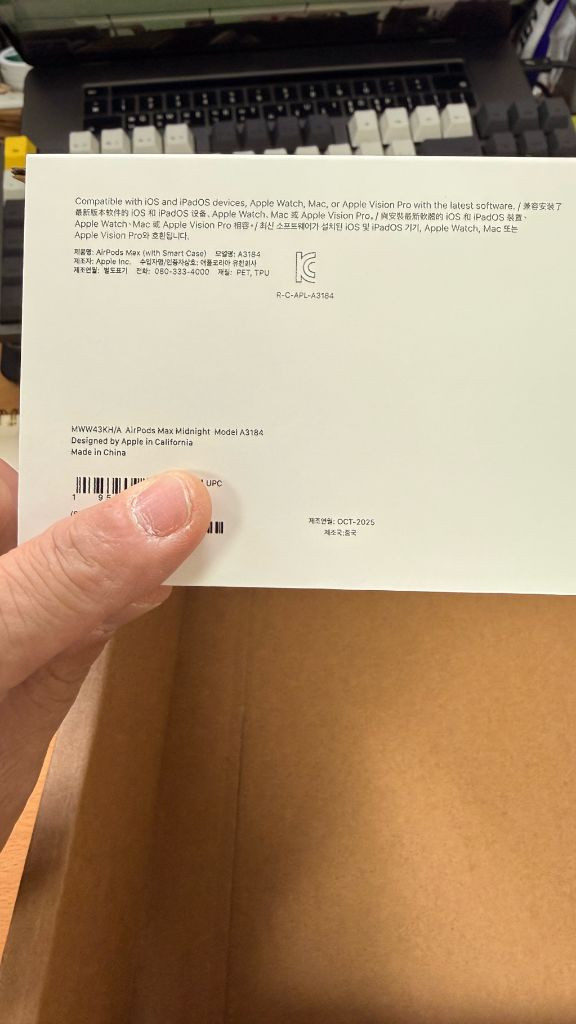 Compatible with iOS and iPadOS devices, Apple Watch, Mac, or Apple Vision Pro with the latest software. / 兼容安装了
最新版本软件的 iOS 和 iPadOS 设备、Apple Watch、Mac 或 Apple Vision Pro。/ 與安裝最新軟體的 iOS 和 iPadOS 裝置、
Apple Watch、Mac 或 Apple Vision Pro 相容。/ 최신 소프트웨어가 설치된 iOS 및 iPadOS 기기, Apple Watch, Mac 또는
Apple Vision Pro와 호환됩니다.
제품명: AirPods Max (with Smart Case) 모델명: A3184
제조자: Apple Inc. 수입자명/인증자상호: 애플코리아 유한회사
제조연월: 별도표기 전화: 080-333-4000 재질: PET, TPU
R-C-APL-A3184
MWW43KH/A AirPods Max Midnight Model A3184
Designed by Apple in California
Made in China
UPC
1 95
제조연월: OCT-2025
제조국:중국